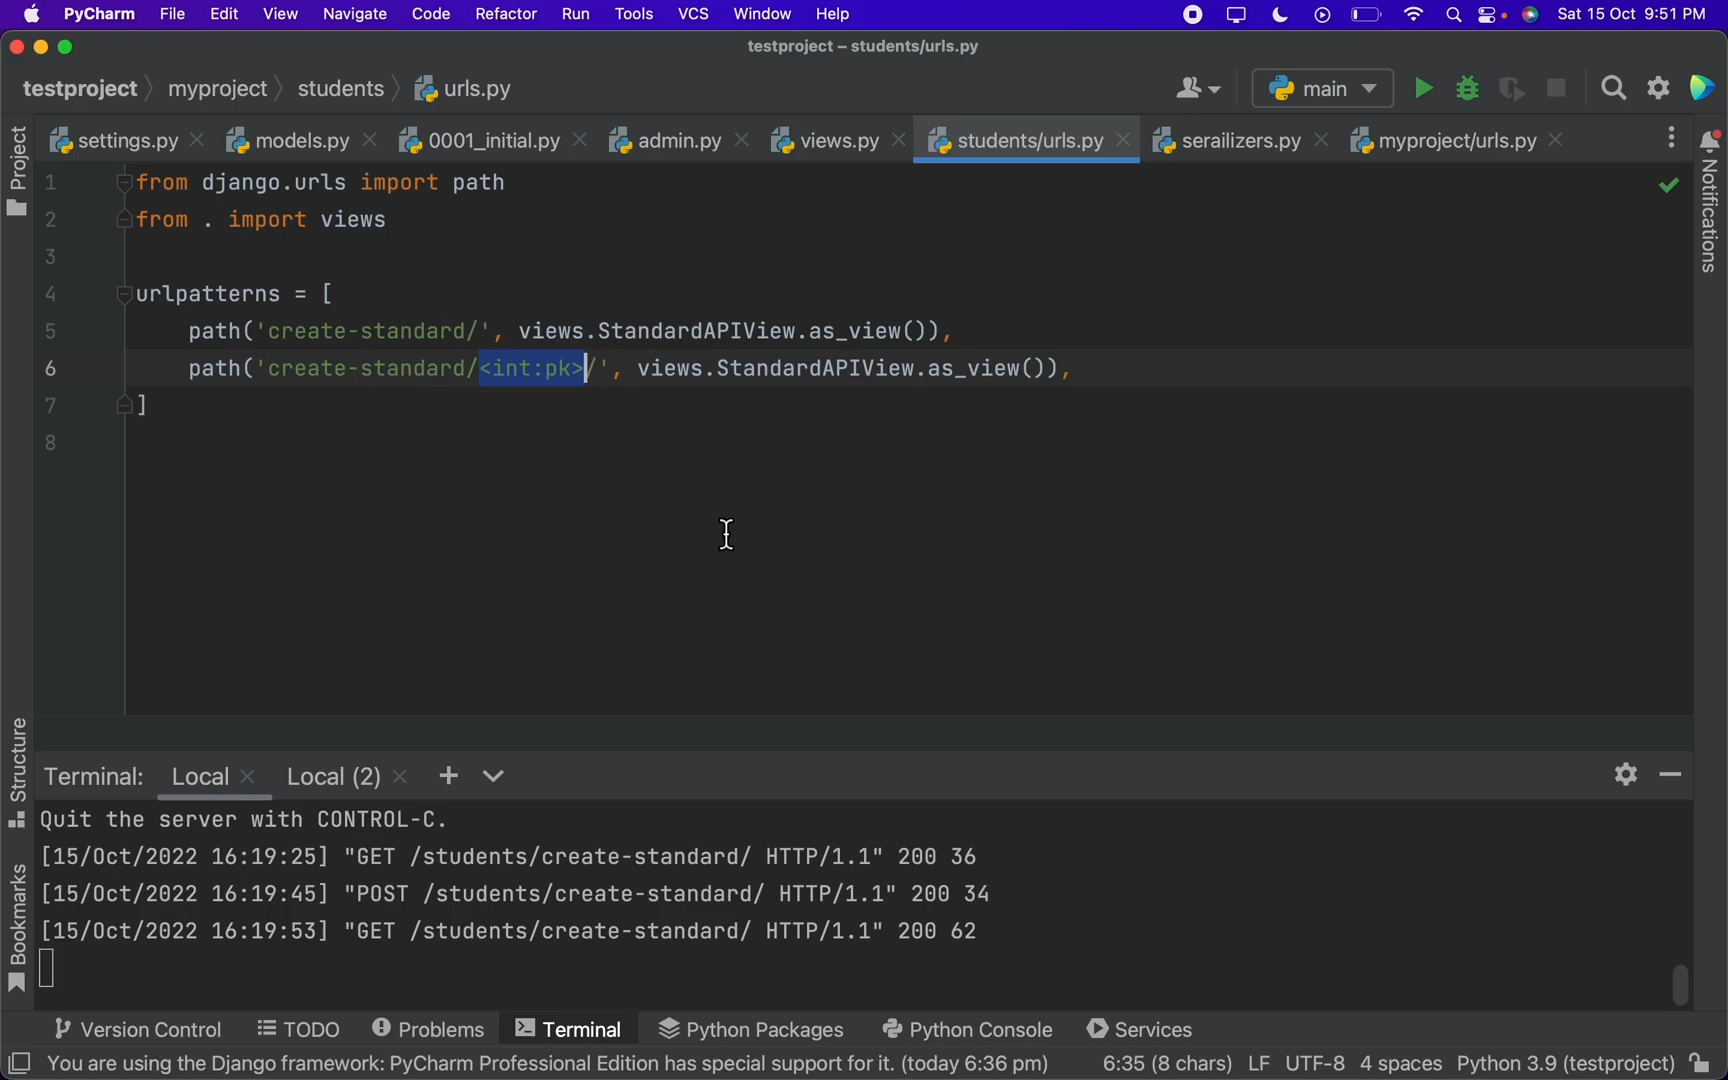 PyCharm File Edit View Navigate Code Refactor Run Tools VCS Window Help Sat 15 Oct 9:51 PM
testproject – students/urls.py
testproject myproject students urls.py main
settings.py models.py 0001_initial.py admin.py views.py students/urls.py serailizers.py myproject/urls.py
Project
Notifications
1 from django.urls import path
2 from . import views
3
4 urlpatterns = [
5 path('create-standard/', views.StandardAPIView.as_view()),
6 path('create-standard/<int:pk>/', views.StandardAPIView.as_view()),
7 ]
8
Structure
Bookmarks
Terminal: Local Local (2)
Quit the server with CONTROL-C.
[15/Oct/2022 16:19:25] "GET /students/create-standard/ HTTP/1.1" 200 36
[15/Oct/2022 16:19:45] "POST /students/create-standard/ HTTP/1.1" 200 34
[15/Oct/2022 16:19:53] "GET /students/create-standard/ HTTP/1.1" 200 62
Version Control TODO Problems Terminal Python Packages Python Console Services
You are using the Django framework: PyCharm Professional Edition has special support for it. (today 6:36 pm) 6:35 (8 chars) LF UTF-8 4 spaces Python 3.9 (testproject)